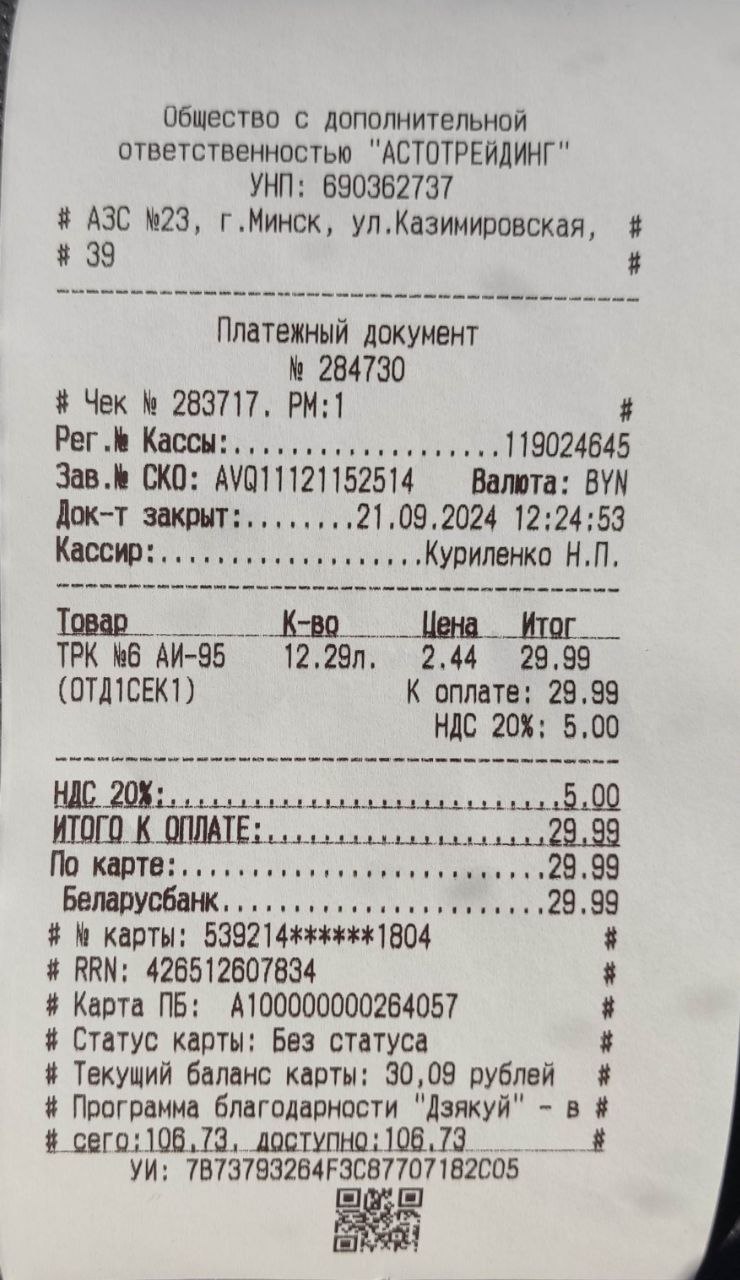 Общество с дополнительной
ответственностью "АСТОТРЕЙДИНГ"
УНП: 690362737
# АЗС №23, г.Минск, ул.Казимировская, #
# 39 #
Платежный документ
№ 284730
# Чек № 283717. РМ:1 #
Рег.№ Кассы:...................119024645
Зав.№ СКО: AVQ11121152514 Валюта: BYN
Док-т закрыт:........21.09.2024 12:24:53
Кассир:...................Куриленко Н.П.
Товар К-во Цена Итог
ТРК №6 АИ-95 12.29л. 2.44 29.99
(ОТД1СЕК1) К оплате: 29.99
НДС 20%: 5.00
НДС 20%:............................5.00
ИТОГО К ОПЛАТЕ:....................29.99
По карте:..........................29.99
Беларусбанк.......................29.99
# № карты: 539214******1804 #
# RRN: 426512607834 #
# Карта ПБ: A100000000264057 #
# Статус карты: Без статуса #
# Текущий баланс карты: 30,09 рублей #
# Программа благодарности "Дзякуй" - в #
# сего:106,73, доступно:106,73 #
УИ: 7B73793264F3C87707182C05